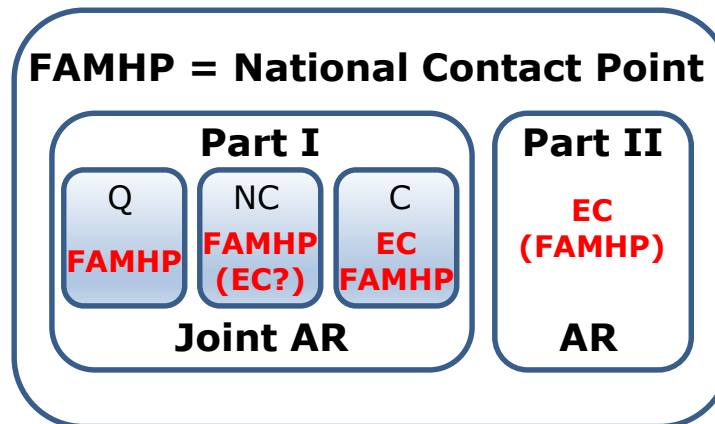 FAMHP = National Contact Point
Part I
Q
FAMHP
NC
FAMHP
(EC?)
C
EC
FAMHP
Joint AR
Part II
EC
(FAMHP)
AR